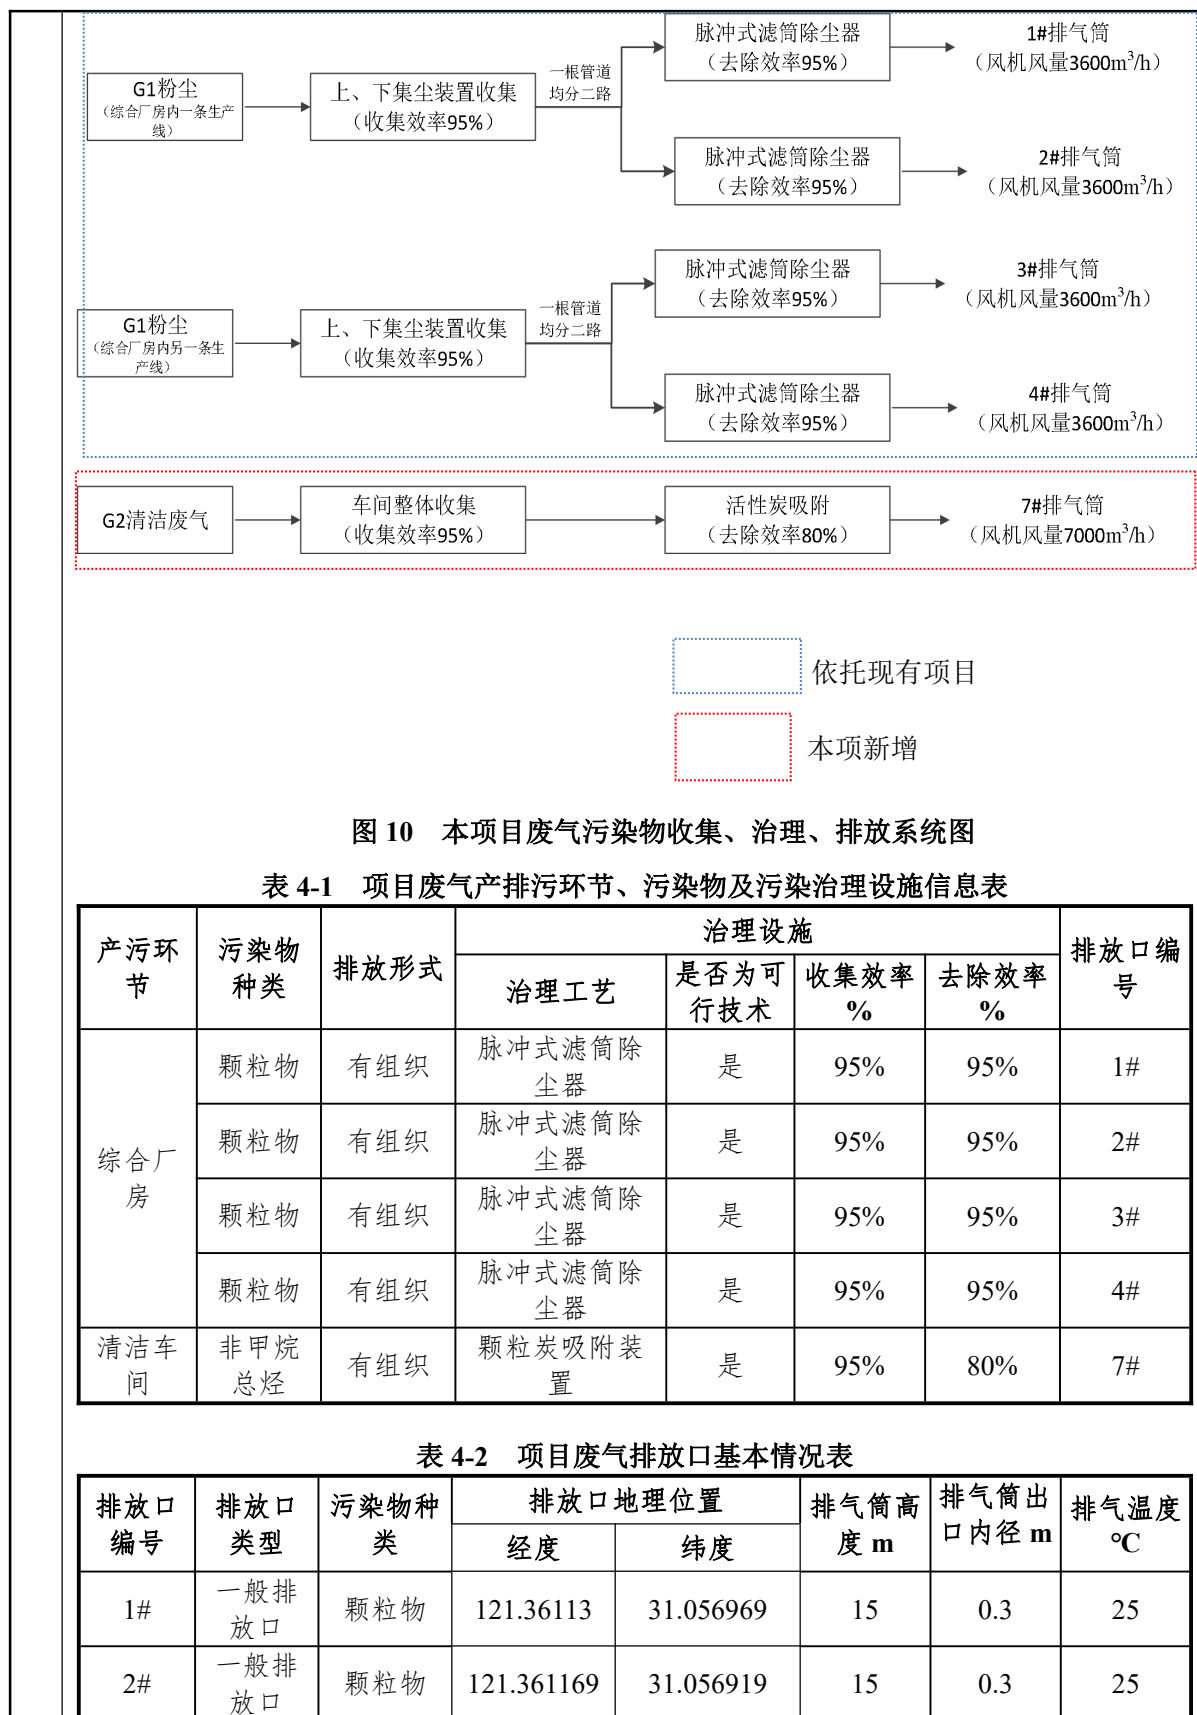 脉冲式滤筒除尘器
（去除效率95%）
1#排气筒
（风机风量3600m³/h）
G1粉尘
（综合厂房内一条生产
线）
上、下集尘装置收集
（收集效率95%）
一根管道
均分二路
脉冲式滤筒除尘器
（去除效率95%）
2#排气筒
（风机风量3600m³/h）
脉冲式滤筒除尘器
（去除效率95%）
3#排气筒
（风机风量3600m³/h）
G1粉尘
（综合厂房内另一条生
产线）
上、下集尘装置收集
（收集效率95%）
一根管道
均分二路
脉冲式滤筒除尘器
（去除效率95%）
4#排气筒
（风机风量3600m³/h）
G2清洁废气
车间整体收集
（收集效率95%）
活性炭吸附
（去除效率80%）
7#排气筒
（风机风量7000m³/h）
依托现有项目
本项新增
图 10 本项目废气污染物收集、治理、排放系统图
表 4-1 项目废气产排污环节、污染物及污染治理设施信息表
产污环
节
污染物
种类
排放形式
治理设施
排放口编
号
治理工艺
是否为可
行技术
收集效率
%
去除效率
%
综合厂
房
颗粒物 有组织 脉冲式滤筒除
尘器 是 95% 95% 1#
颗粒物 有组织 脉冲式滤筒除
尘器 是 95% 95% 2#
颗粒物 有组织 脉冲式滤筒除
尘器 是 95% 95% 3#
颗粒物 有组织 脉冲式滤筒除
尘器 是 95% 95% 4#
清洁车
间
非甲烷
总烃
有组织 颗粒炭吸附装
置 是 95% 80% 7#
表 4-2 项目废气排放口基本情况表
排放口
编号
排放口
类型
污染物种
类
排放口地理位置
经度 纬度
排气筒高
度 m
排气筒出
口内径 m
排气温度
℃
1# 一般排
放口 颗粒物 121.36113 31.056969 15 0.3 25
2# 一般排
放口 颗粒物 121.361169 31.056919 15 0.3 25